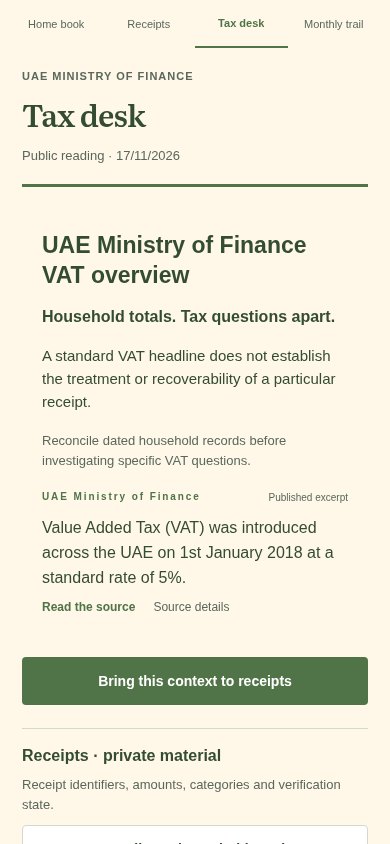 Home book Receipts Tax desk Monthly trail
UAE MINISTRY OF FINANCE
Tax desk
Public reading · 17/11/2026
UAE Ministry of Finance
VAT overview
Household totals. Tax questions apart.
A standard VAT headline does not establish
the treatment or recoverability of a particular
receipt.
Reconcile dated household records before
investigating specific VAT questions.
UAE Ministry of Finance Published excerpt
Value Added Tax (VAT) was introduced
across the UAE on 1st January 2018 at a
standard rate of 5%.
Read the source Source details
Bring this context to receipts
Receipts · private material
Receipt identifiers, amounts, categories and verification
state.